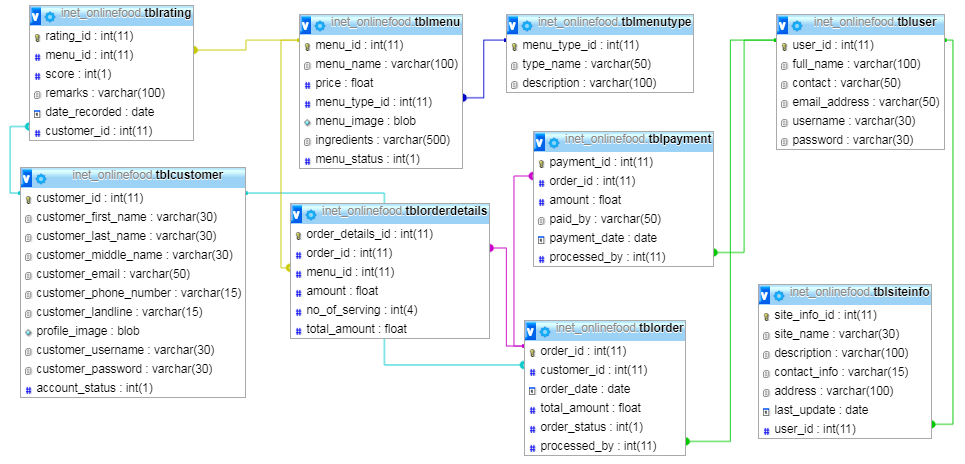 inet_onlinefood.tblrating
rating_id : int(11)
menu_id : int(11)
score : int(1)
remarks : varchar(100)
date_recorded : date
customer_id : int(11)
inet_onlinefood.tblmenu
menu_id : int(11)
menu_name : varchar(100)
price : float
menu_type_id : int(11)
menu_image : blob
ingredients : varchar(500)
menu_status : int(1)
inet_onlinefood.tblmenutype
menu_type_id : int(11)
type_name : varchar(50)
description : varchar(100)
inet_onlinefood.tbluser
user_id : int(11)
full_name : varchar(100)
contact : varchar(50)
email_address : varchar(50)
username : varchar(30)
password : varchar(30)
inet_onlinefood.tblpayment
payment_id : int(11)
order_id : int(11)
amount : float
paid_by : varchar(50)
payment_date : date
processed_by : int(11)
inet_onlinefood.tblcustomer
customer_id : int(11)
customer_first_name : varchar(30)
customer_last_name : varchar(30)
customer_middle_name : varchar(30)
customer_email : varchar(50)
customer_phone_number : varchar(15)
customer_landline : varchar(15)
profile_image : blob
customer_username : varchar(30)
customer_password : varchar(30)
account_status : int(1)
inet_onlinefood.tblorderdetails
order_details_id : int(11)
order_id : int(11)
menu_id : int(11)
amount : float
no_of_serving : int(4)
total_amount : float
inet_onlinefood.tblorder
order_id : int(11)
customer_id : int(11)
order_date : date
total_amount : float
order_status : int(1)
processed_by : int(11)
inet_onlinefood.tblsiteinfo
site_info_id : int(11)
site_name : varchar(30)
description : varchar(100)
contact_info : varchar(15)
address : varchar(100)
last_update : date
user_id : int(11)